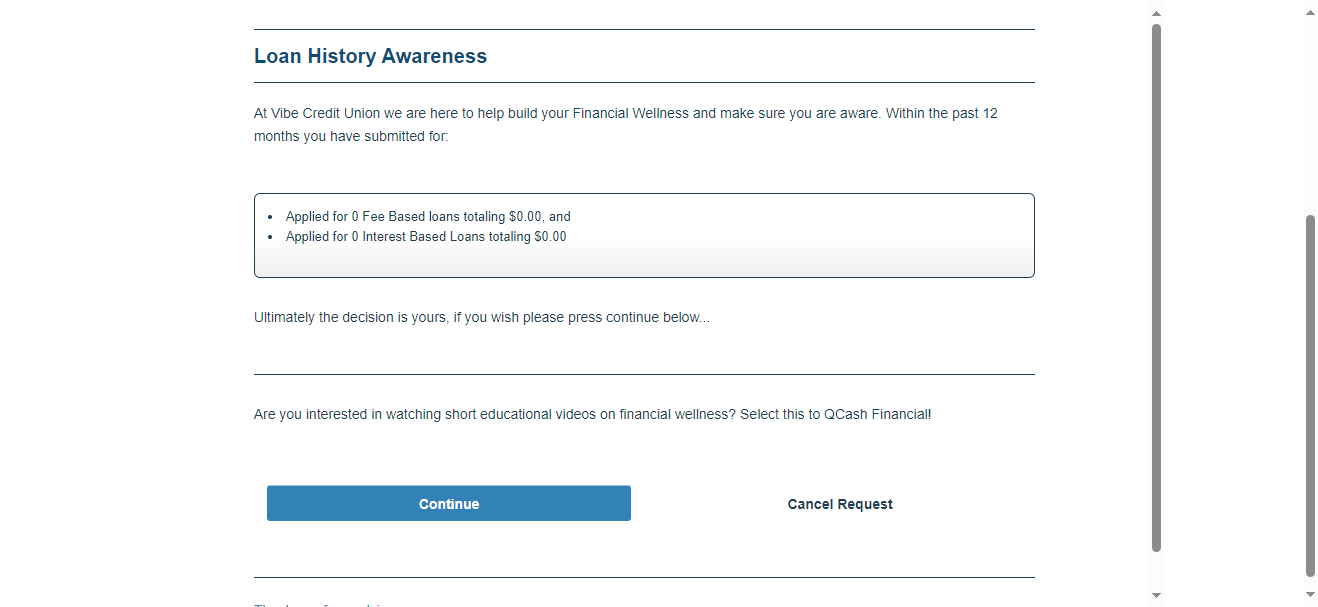 Loan History Awareness
At Vibe Credit Union we are here to help build your Financial Wellness and make sure you are aware. Within the past 12
months you have submitted for:
Applied for 0 Fee Based loans totaling $0.00, and
Applied for 0 Interest Based Loans totaling $0.00
Ultimately the decision is yours, if you wish please press continue below...
Are you interested in watching short educational videos on financial wellness? Select this to QCash Financial!
Continue
Cancel Request